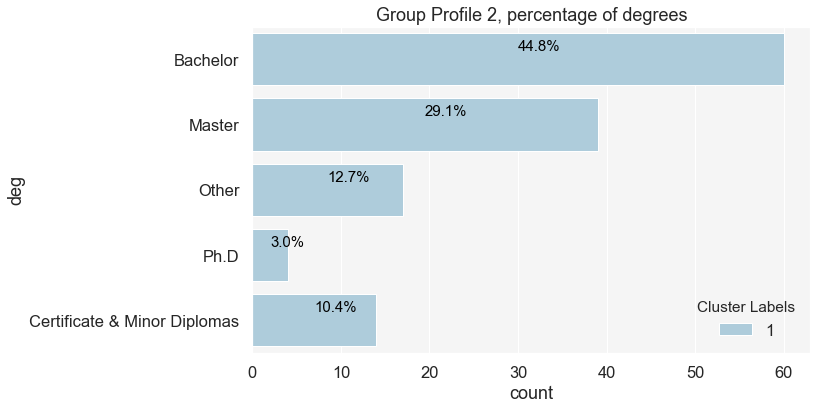 Group Profile 2, percentage of degrees
deg
Bachelor
44.8%
Master
29.1%
Other
12.7%
Ph.D
3.0%
Certificate & Minor Diplomas
10.4%
Cluster Labels
1
0 10 20 30 40 50 60
count